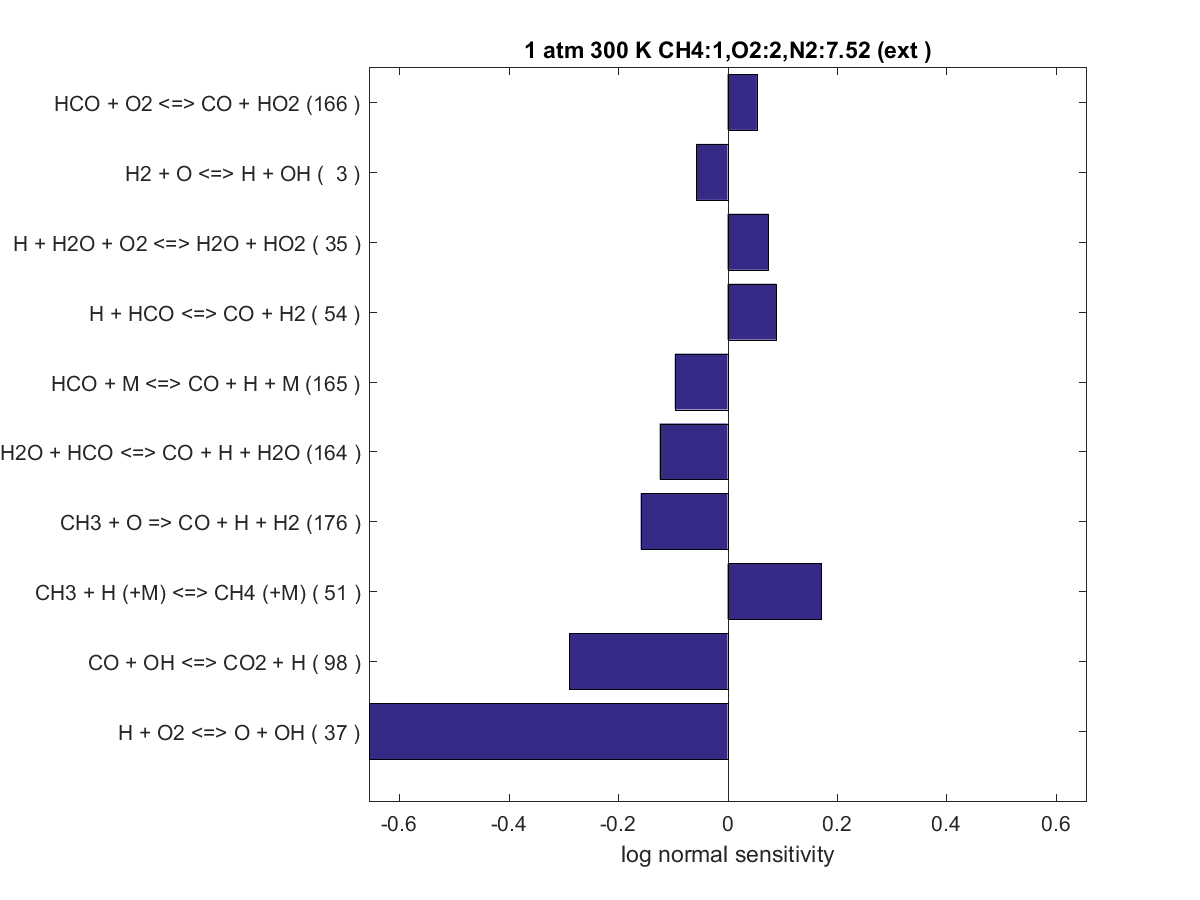 1 atm 300 K CH4:1,O2:2,N2:7.52 (ext )
HCO + O2 <=> CO + HO2 (166 )
H2 + O <=> H + OH (  3 )
H + H2O + O2 <=> H2O + HO2 ( 35 )
H + HCO <=> CO + H2 ( 54 )
HCO + M <=> CO + H + M (165 )
H2O + HCO <=> CO + H + H2O (164 )
CH3 + O => CO + H + H2 (176 )
CH3 + H (+M) <=> CH4 (+M) ( 51 )
CO + OH <=> CO2 + H ( 98 )
H + O2 <=> O + OH ( 37 )
-0.6 -0.4 -0.2 0 0.2 0.4 0.6
log normal sensitivity